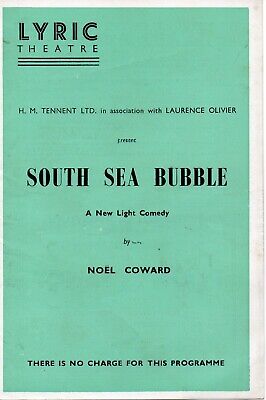 LYRIC
THEATRE
H. M. TENNENT LTD. in association with LAURENCE OLIVIER
present
SOUTH SEA BUBBLE
A New Light Comedy
by
NOËL COWARD
THERE IS NO CHARGE FOR THIS PROGRAMME